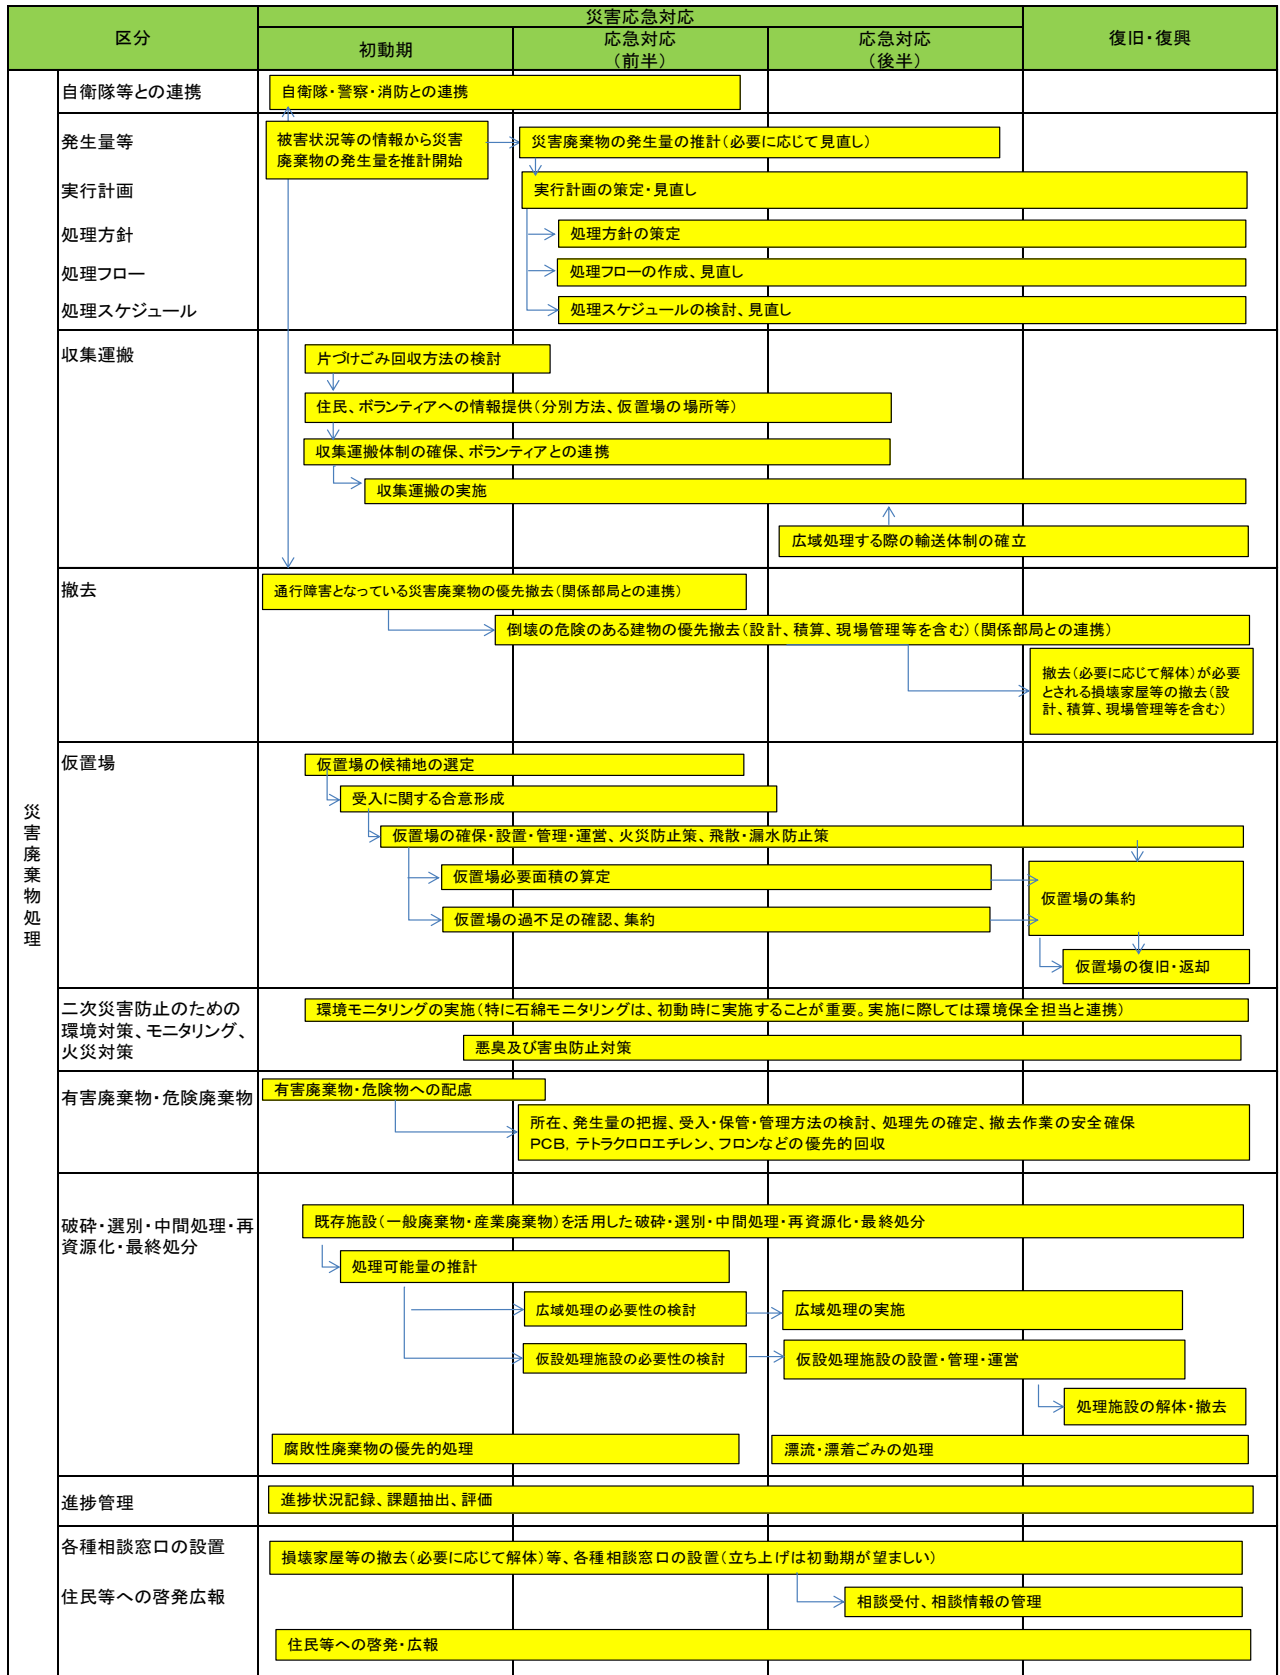 区分
災害応急対応
初動期
応急対応
（前半）
応急対応
（後半）
復旧・復興
災害廃棄物処理
自衛隊等との連携
自衛隊・警察・消防との連携
発生量等
被害状況等の情報から災害
廃棄物の発生量を推計開始
災害廃棄物の発生量の推計（必要に応じて見直し）
実行計画
実行計画の策定・見直し
処理方針
処理方針の策定
処理フロー
処理フローの作成、見直し
処理スケジュール
処理スケジュールの検討、見直し
収集運搬
片づけごみ回収方法の検討
住民、ボランティアへの情報提供（分別方法、仮置場の場所等）
収集運搬体制の確保、ボランティアとの連携
収集運搬の実施
広域処理する際の輸送体制の確立
撤去
通行障害となっている災害廃棄物の優先撤去（関係部局との連携）
倒壊の危険のある建物の優先撤去（設計、積算、現場管理等を含む）（関係部局との連携）
撤去（必要に応じて解体）が必要
とされる損壊家屋等の撤去（設
計、積算、現場管理等を含む）
仮置場
仮置場の候補地の選定
受入に関する合意形成
仮置場の確保・設置・管理・運営、火災防止策、飛散・漏水防止策
仮置場必要面積の算定
仮置場の過不足の確認、集約
仮置場の集約
仮置場の復旧・返却
二次災害防止のための
環境対策、モニタリング、
火災対策
環境モニタリングの実施（特に石綿モニタリングは、初動時に実施することが重要。実施に際しては環境保全担当と連携）
悪臭及び害虫防止対策
有害廃棄物・危険廃棄物
有害廃棄物・危険物への配慮
所在、発生量の把握、受入・保管・管理方法の検討、処理先の確定、撤去作業の安全確保
PCB, テトラクロロエチレン、フロンなどの優先的回収
破砕・選別・中間処理・再
資源化・最終処分
既存施設（一般廃棄物・産業廃棄物）を活用した破砕・選別・中間処理・再資源化・最終処分
処理可能量の推計
広域処理の必要性の検討
広域処理の実施
仮設処理施設の必要性の検討
仮設処理施設の設置・管理・運営
処理施設の解体・撤去
腐敗性廃棄物の優先的処理
漂流・漂着ごみの処理
進捗管理
進捗状況記録、課題抽出、評価
各種相談窓口の設置
損壊家屋等の撤去（必要に応じて解体）等、各種相談窓口の設置（立ち上げは初動期が望ましい）
住民等への啓発広報
相談受付、相談情報の管理
住民等への啓発・広報